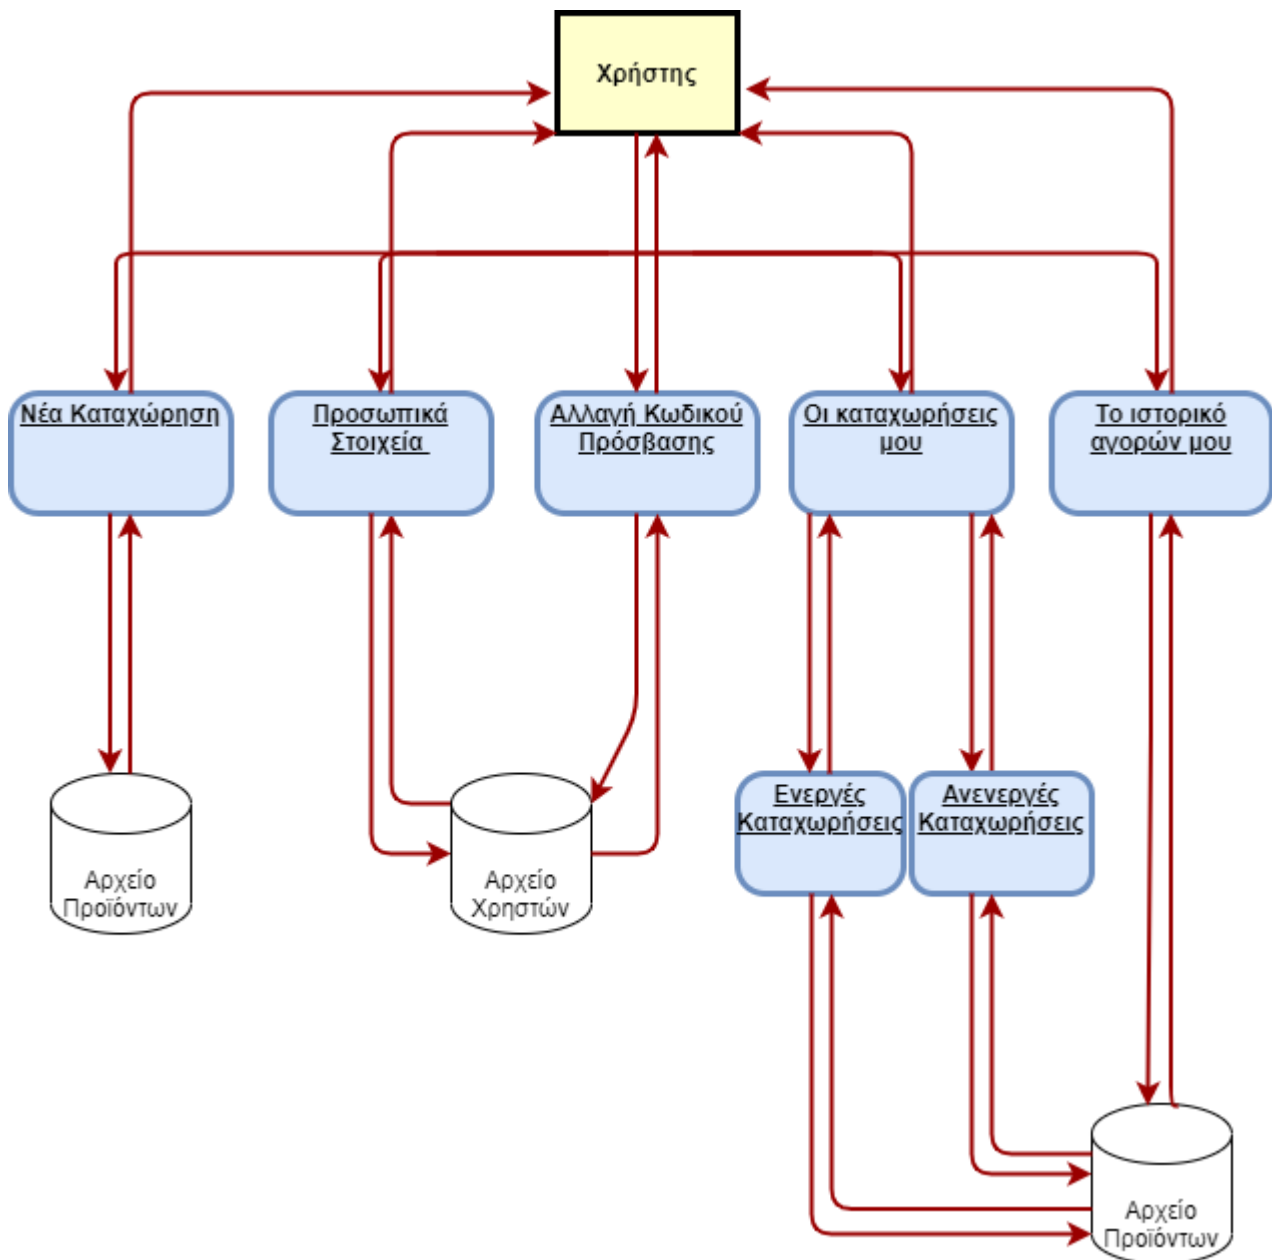 Χρήστης
Νέα Καταχώρηση
Προσωπικά
Στοιχεία
Αλλαγή Κωδικού
Πρόσβασης
Οι καταχωρήσεις
μου
Το ιστορικό
αγορών μου
Ενεργές
Καταχωρήσεις
Ανενεργές
Καταχωρήσεις
Αρχείο
Προϊόντων
Αρχείο
Χρηστών
Αρχείο
Προϊόντων